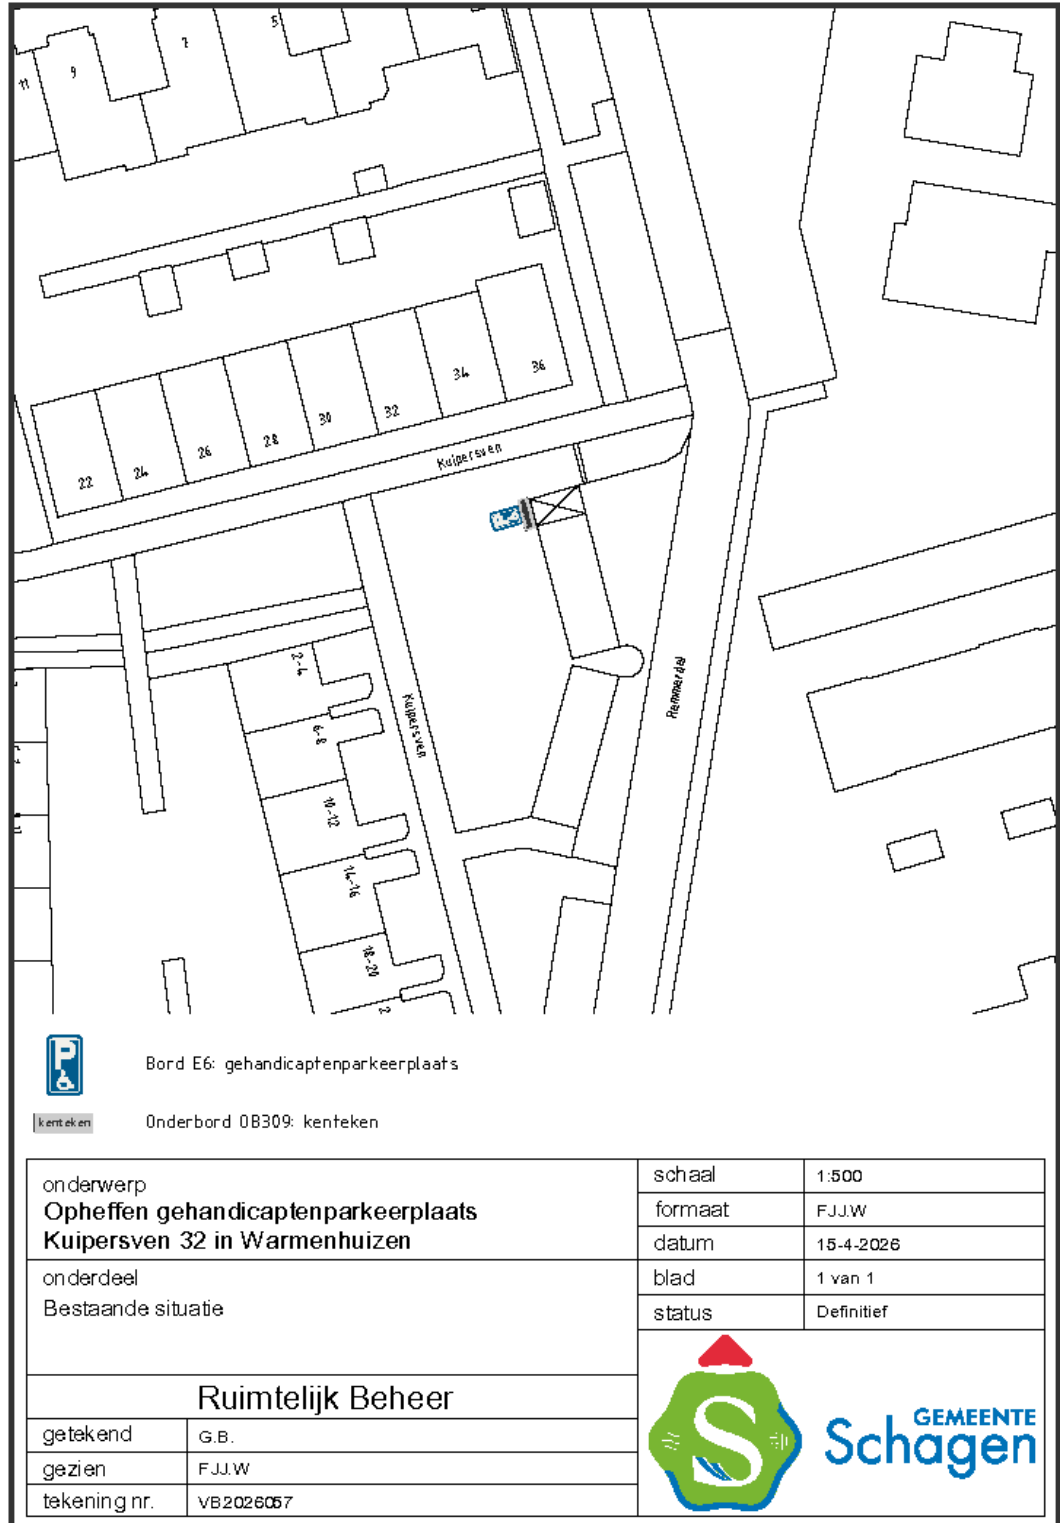 5
7
9
11
36
34
32
30
28
26
24
22
Kuipersven
2-4
6-8
10-12
14-16
18-20
2
Kuipersven
Remmerdel
P
Bord E6: gehandicaptenparkeerplaats
kenteken
Onderbord OB309: kenteken
onderwerp
Opheffen gehandicaptenparkeerplaats
Kuipersven 32 in Warmenhuizen
onderdeel
Bestaande situatie
schaal 1:500
formaat FJJ.W
datum 15-4-2026
blad 1 van 1
status Definitief
Ruimtelijk Beheer
getekend G.B.
gezien FJJ.W
tekening nr. VB2026057
S
GEMEENTE
Schagen